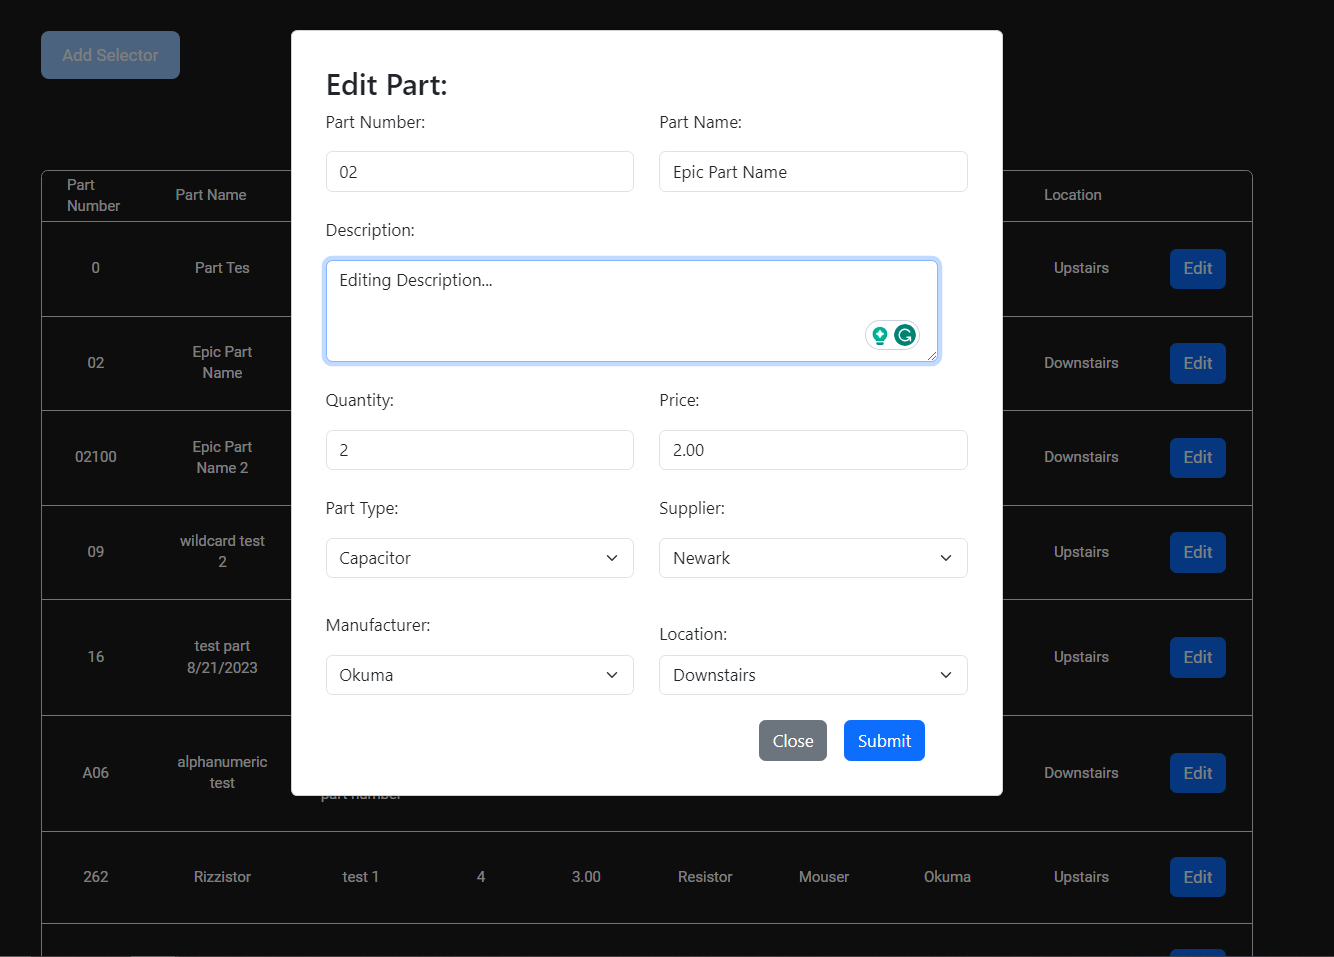 Add Selector
Edit Part:
Part Number:
Part Name:
02
Epic Part Name
Description:
Editing Description...
Quantity:
Price:
2
2.00
Part Type:
Supplier:
Capacitor
Newark
Manufacturer:
Location:
Okuma
Downstairs
Close
Submit
Part
Number
Part Name
Location
0
Part Tes
Upstairs
Edit
02
Epic Part
Name
Downstairs
Edit
02100
Epic Part
Name 2
Downstairs
Edit
09
wildcard test
2
Upstairs
Edit
16
test part
8/21/2023
Upstairs
Edit
A06
alphanumeric
test
part number
Downstairs
Edit
262
Rizzistor
test 1
4
3.00
Resistor
Mouser
Okuma
Upstairs
Edit